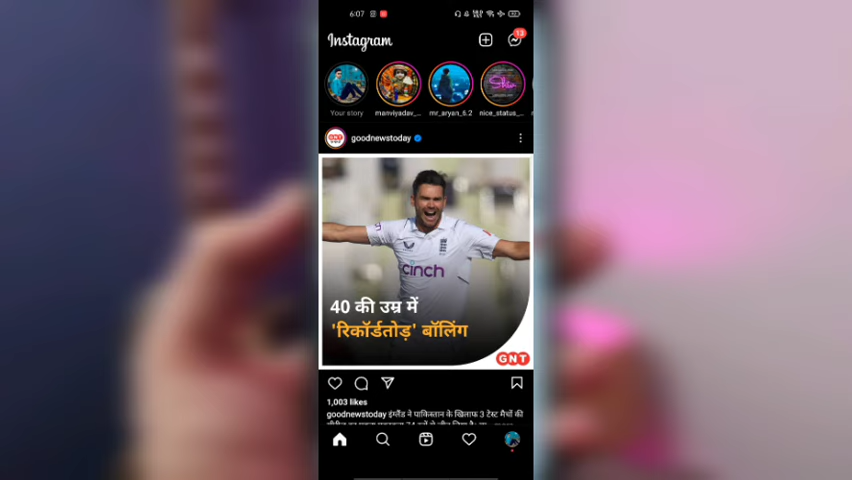 6:07
Instagram
13
Your story
manviyadav_...
mr_aryan_5.2
nice_status_...
goodnewstoday
cinch
40 की उम्र में
'रिकॉर्डतोड़' बॉलिंग
GNT
1,003 likes
goodnewstoday इंग्लैंड ने पाकिस्तान के खिलाफ 3 टेस्ट मैचों की